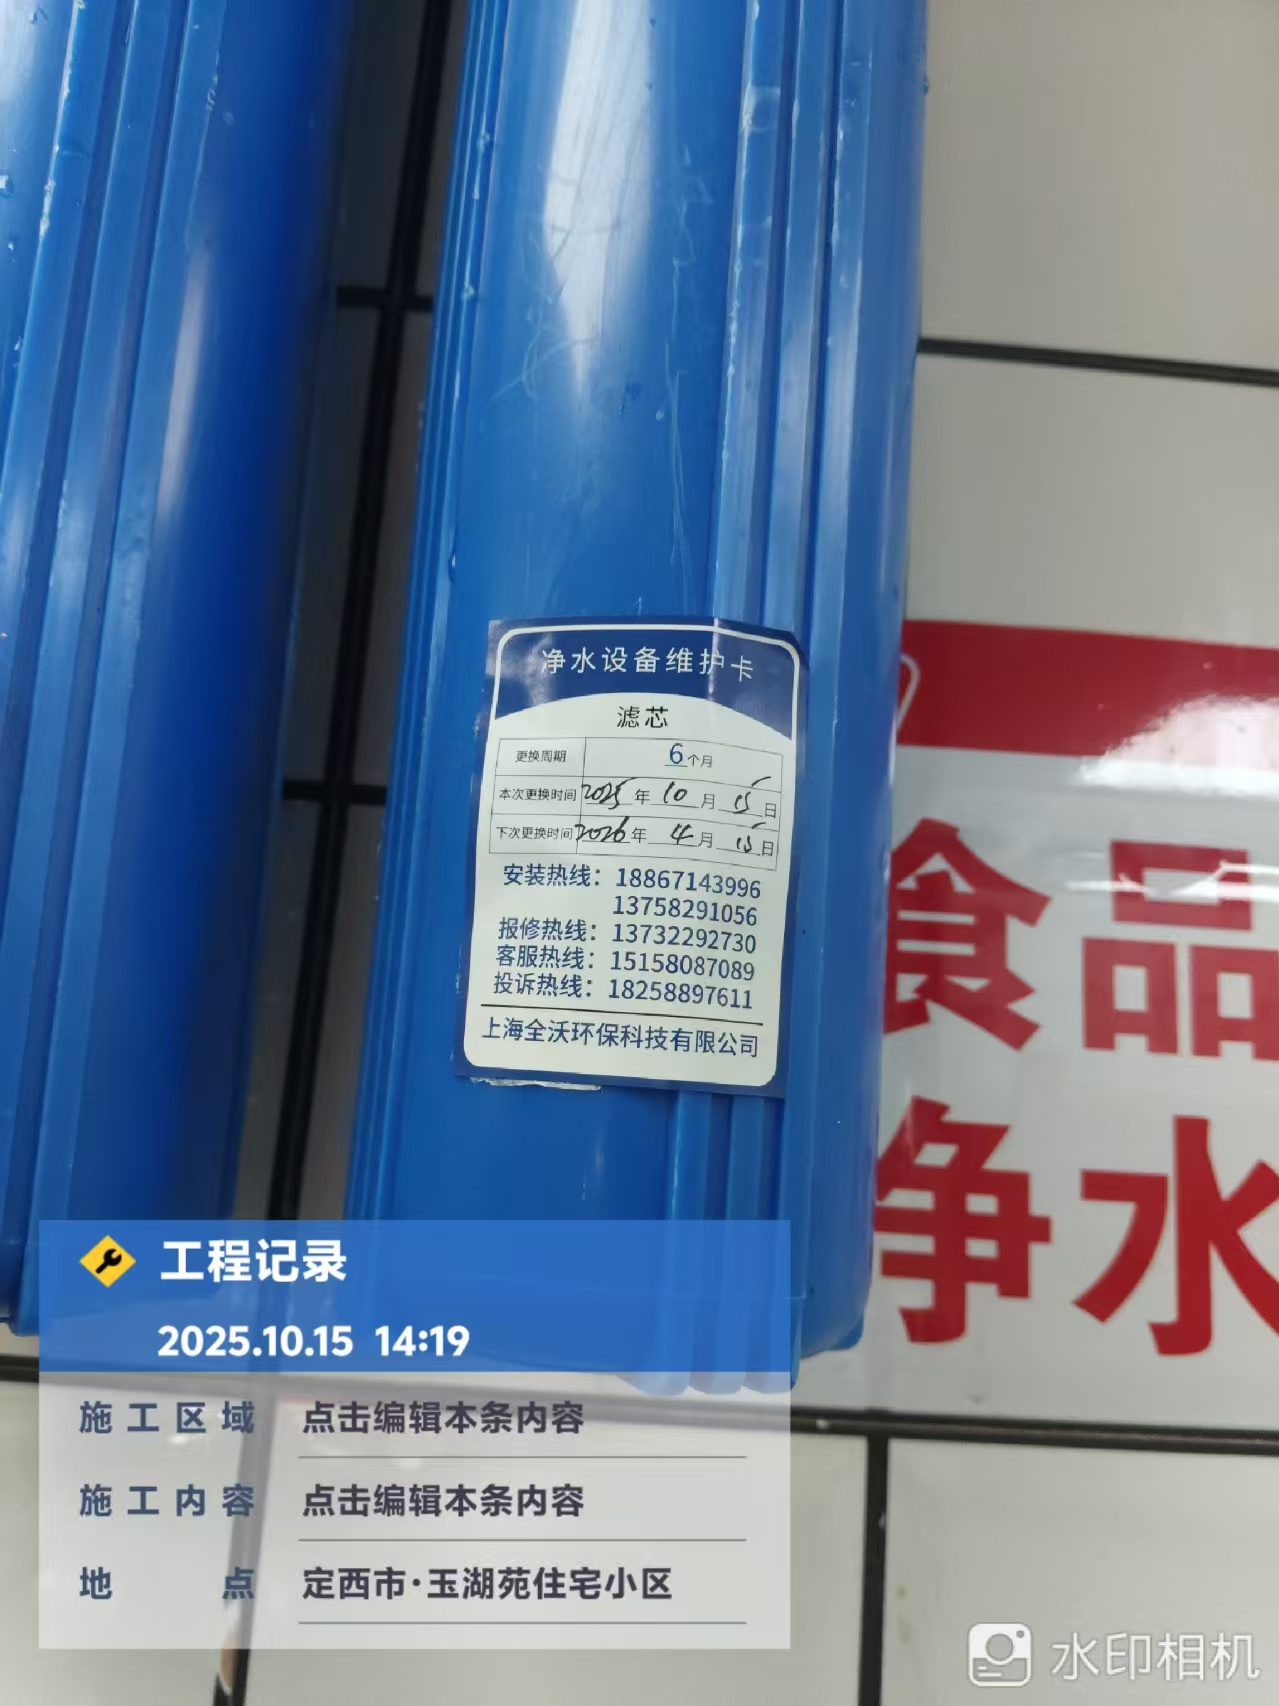 净水设备维护卡
滤芯
更换周期 6个月
本次更换时间 2025年10月15日
下次更换时间 2026年4月15日
安装热线：18867143996
13758291056
报修热线：13732292730
客服热线：15158087089
投诉热线：18258897611
上海全沃环保科技有限公司
食品
净水
工程记录
2025.10.15 14:19
施工区域 点击编辑本条内容
施工内容 点击编辑本条内容
地点 定西市·玉湖苑住宅小区
水印相机